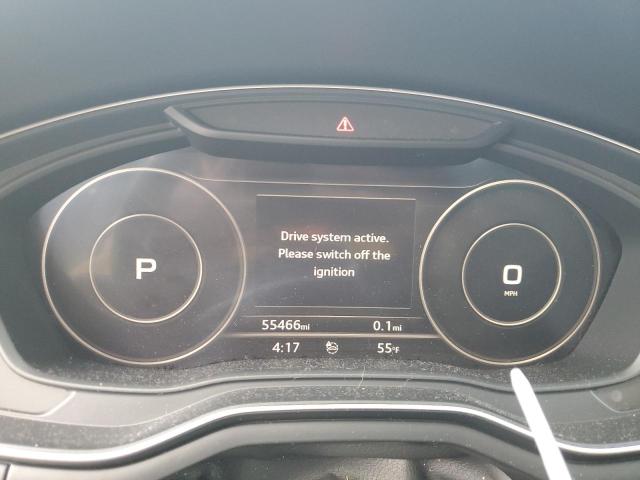 Drive system active.
Please switch off the
ignition
P
0
MPH
55466mi 0.1mi
4:17 55°F